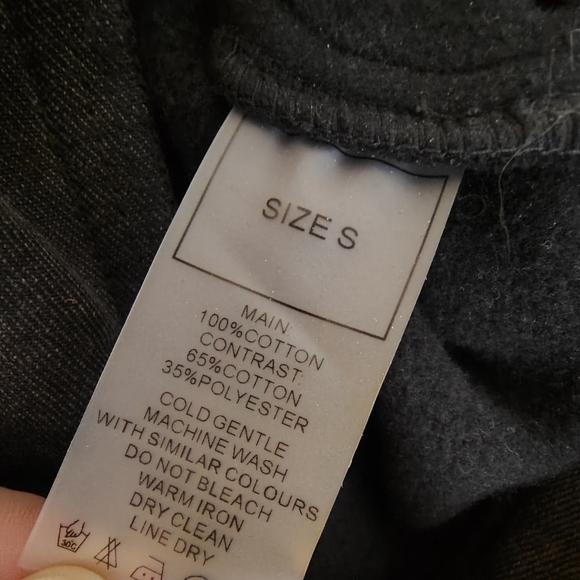 SIZE S
MAIN:
100%COTTON
CONTRAST:
65%COTTON
35%POLYESTER
COLD GENTLE
MACHINE WASH
WITH SIMILAR COLOURS
DO NOT BLEACH
WARM IRON
DRY CLEAN
LINE DRY
30°C